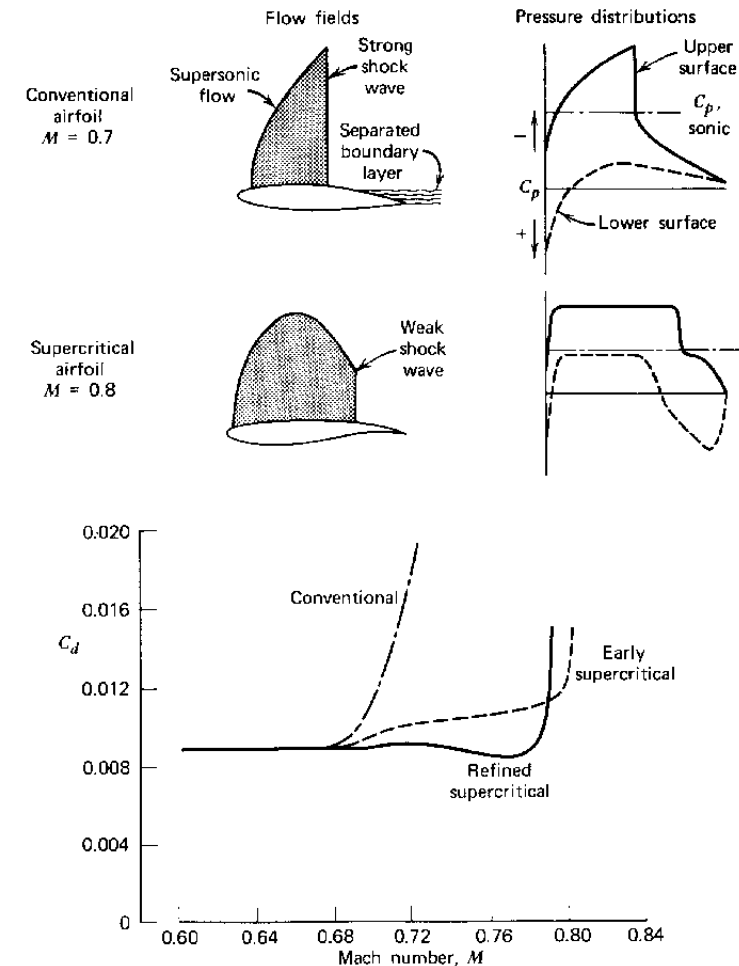 Flow fields
Pressure distributions
Conventional
airfoil
M = 0.7
Supersonic
flow
Strong
shock
wave
Separated
boundary
layer
Upper
surface
Cp,
sonic
−
Cp
+
Lower surface
Supercritical
airfoil
M = 0.8
Weak
shock
wave
0.020
0.016
Cd
0.012
0.008
0.004
0
Conventional
Early
supercritical
Refined
supercritical
0.60 0.64 0.68 0.72 0.76 0.80 0.84
Mach number, M